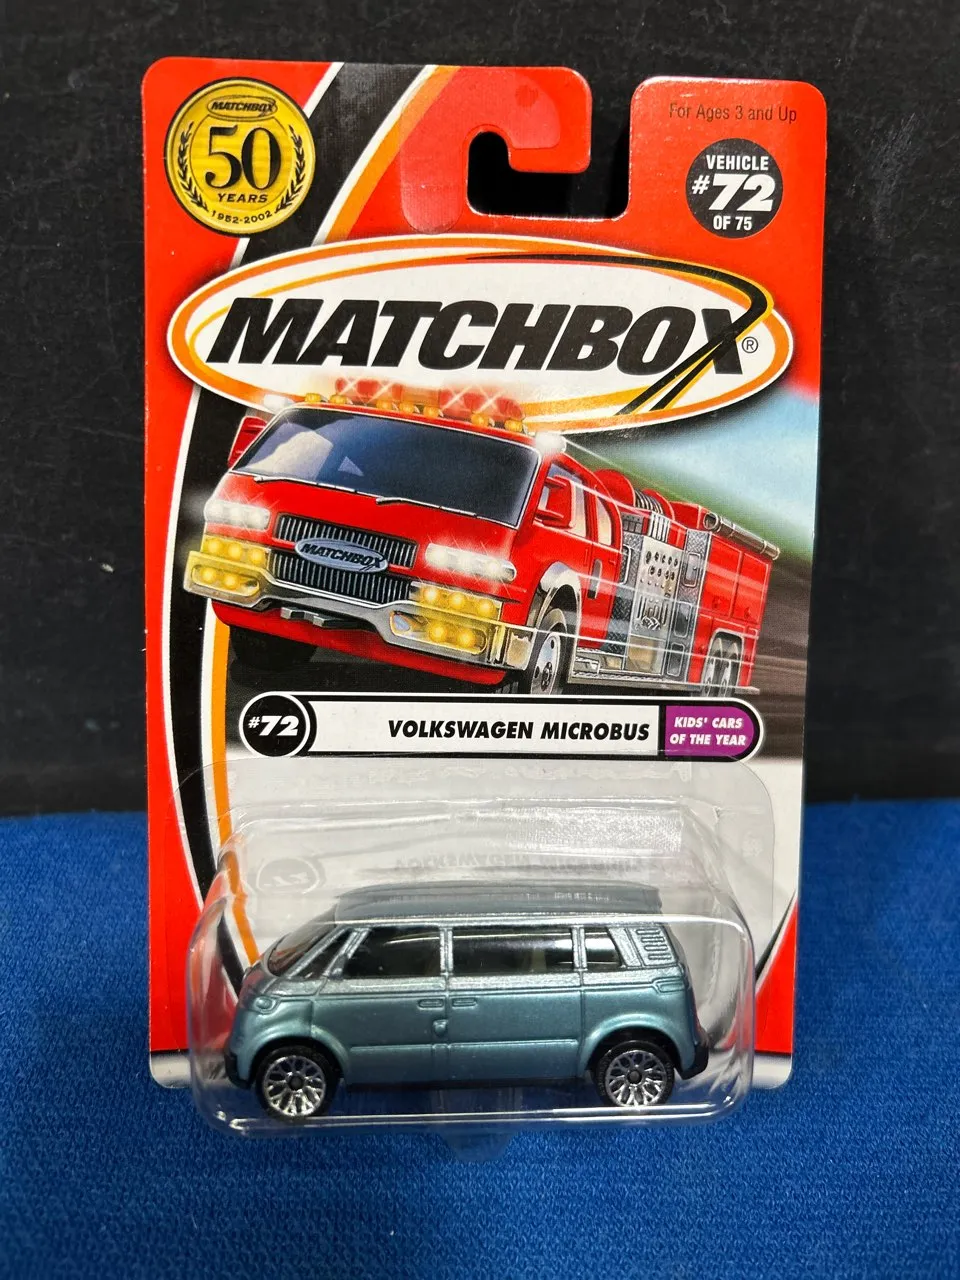 MATCHBOX
50
YEARS
1952-2002
For Ages 3 and Up
VEHICLE
#72
OF 75
MATCHBOX®
MATCHBOX
#72
VOLKSWAGEN MICROBUS
KIDS' CARS
OF THE YEAR